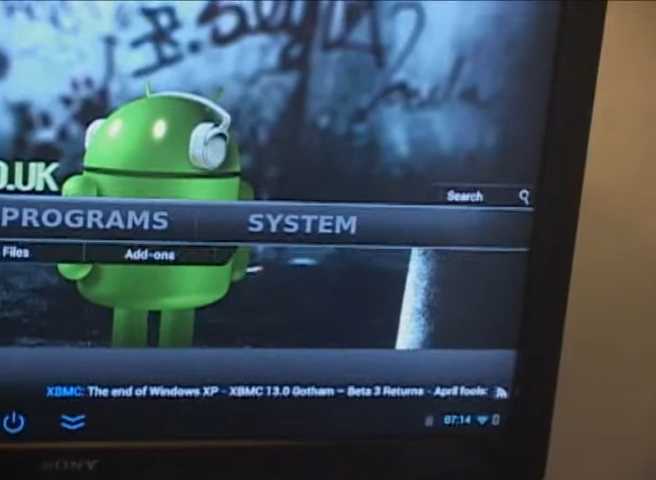 O.UK
Search
PROGRAMS SYSTEM
Files Add-ons
XBMC: The end of Windows XP - XBMC 13.0 Gotham – Beta 3 Returns - April fools:
07:14
SONY